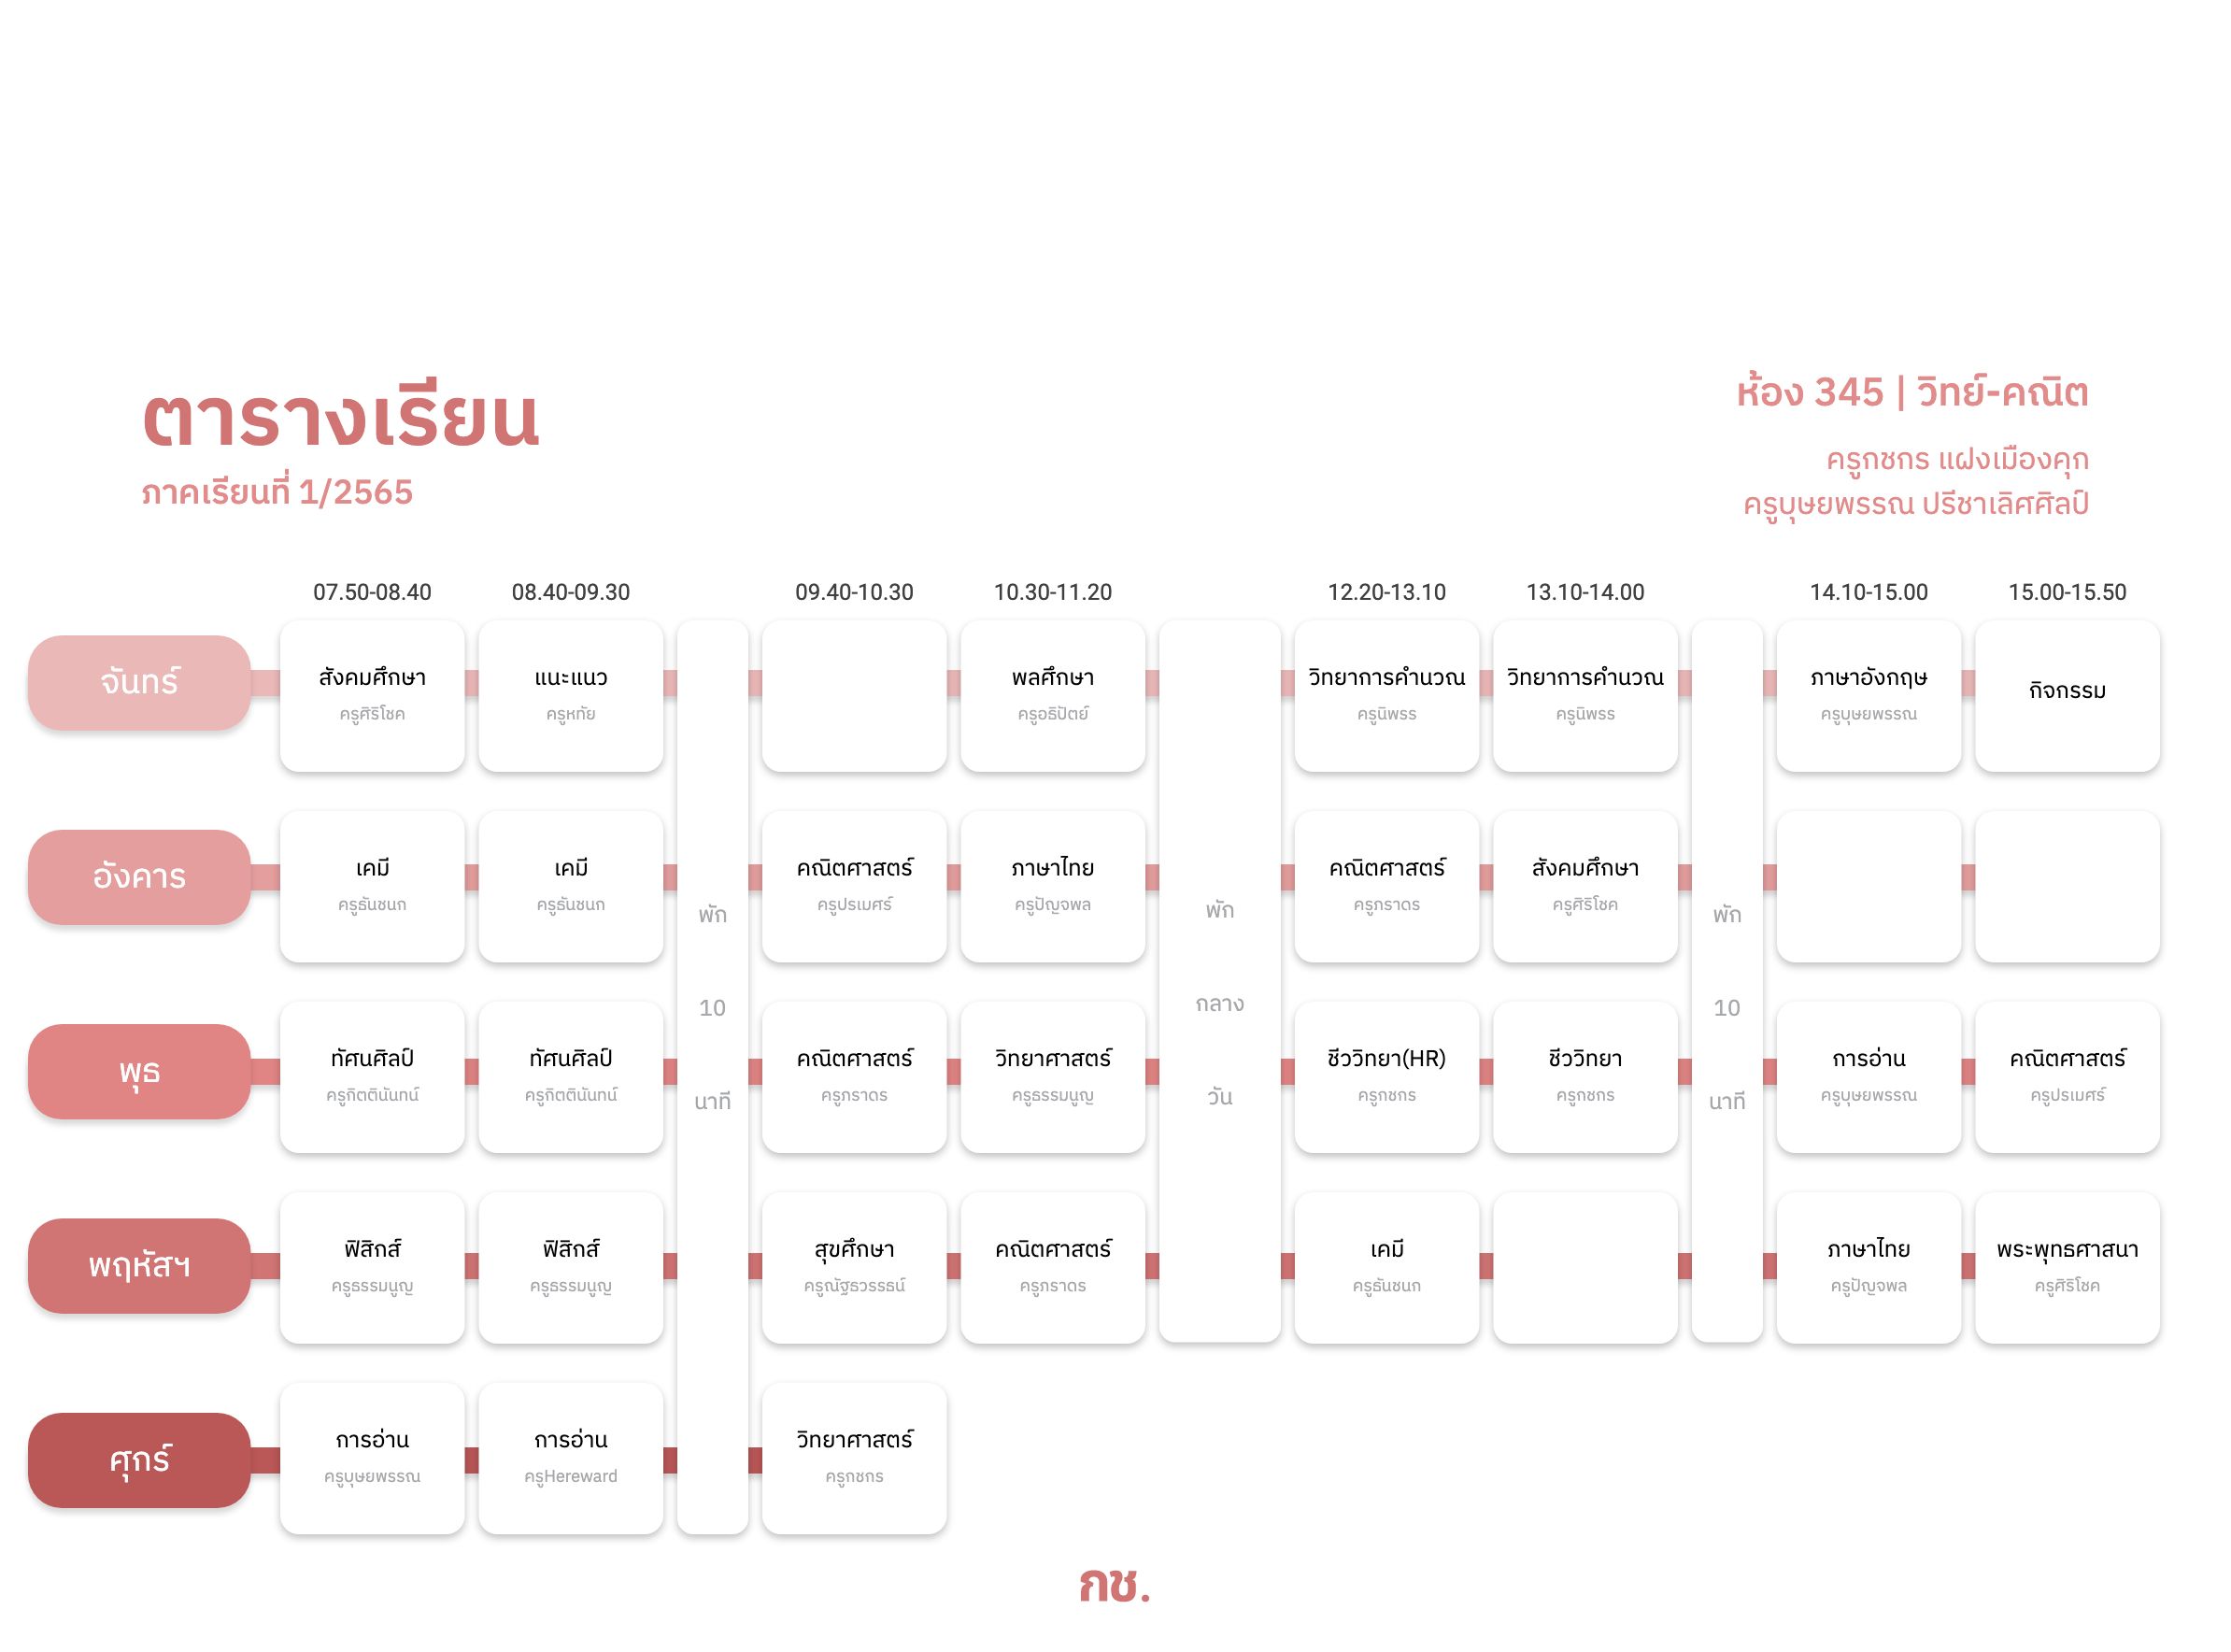 ตารางเรียน
ภาคเรียนที่ 1/2565
ห้อง 345 | วิทย์-คณิต
ครูกชกร แฝงเมืองคุก
ครูบุษยพรรณ ปรีชาเลิศศิลป์
07.50-08.40 08.40-09.30 09.40-10.30 10.30-11.20 12.20-13.10 13.10-14.00 14.10-15.00 15.00-15.50
จันทร์
สังคมศึกษา แนะแนว พลศึกษา วิทยาการคำนวณ วิทยาการคำนวณ ภาษาอังกฤษ กิจกรรม
ครูศิริโชค ครูหทัย ครูอธิปัตย์ ครูนิพรร ครูนิพรร ครูบุษยพรรณ
อังคาร
เคมี เคมี คณิตศาสตร์ ภาษาไทย คณิตศาสตร์ สังคมศึกษา
ครูธันชนก ครูธันชนก ครูปรเมศร์ ครูปัญจพล ครูภราดร ครูศิริโชค
พัก พัก พัก
10 กลาง 10
นาที วัน นาที
พุธ
ทัศนศิลป์ ทัศนศิลป์ คณิตศาสตร์ วิทยาศาสตร์ ชีววิทยา(HR) ชีววิทยา การอ่าน คณิตศาสตร์
ครูกิตตินันทน์ ครูกิตตินันทน์ ครูภราดร ครูธรรมนูญ ครูกชกร ครูกชกร ครูบุษยพรรณ ครูปรเมศร์
พฤหัสฯ
ฟิสิกส์ ฟิสิกส์ สุขศึกษา คณิตศาสตร์ เคมี ภาษาไทย พระพุทธศาสนา
ครูธรรมนูญ ครูธรรมนูญ ครูณัฐธวรรธน์ ครูภราดร ครูธันชนก ครูปัญจพล ครูศิริโชค
ศุกร์
การอ่าน การอ่าน วิทยาศาสตร์
ครูบุษยพรรณ ครูHereward ครูกชกร
กช.